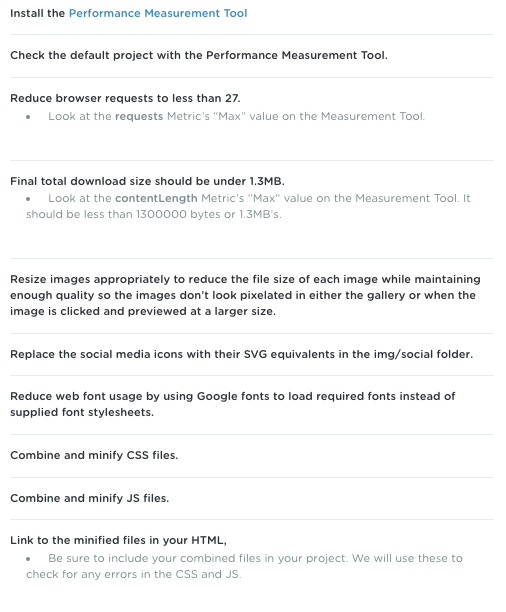 Install the Performance Measurement Tool
Check the default project with the Performance Measurement Tool.
Reduce browser requests to less than 27.
• Look at the requests Metric's "Max" value on the Measurement Tool.
Final total download size should be under 1.3MB.
• Look at the contentLength Metric's "Max" value on the Measurement Tool. It
should be less than 1300000 bytes or 1.3MB's.
Resize images appropriately to reduce the file size of each image while maintaining
enough quality so the images don't look pixelated in either the gallery or when the
image is clicked and previewed at a larger size.
Replace the social media icons with their SVG equivalents in the img/social folder.
Reduce web font usage by using Google fonts to load required fonts instead of
supplied font stylesheets.
Combine and minify CSS files.
Combine and minify JS files.
Link to the minified files in your HTML,
• Be sure to include your combined files in your project. We will use these to
check for any errors in the CSS and JS.